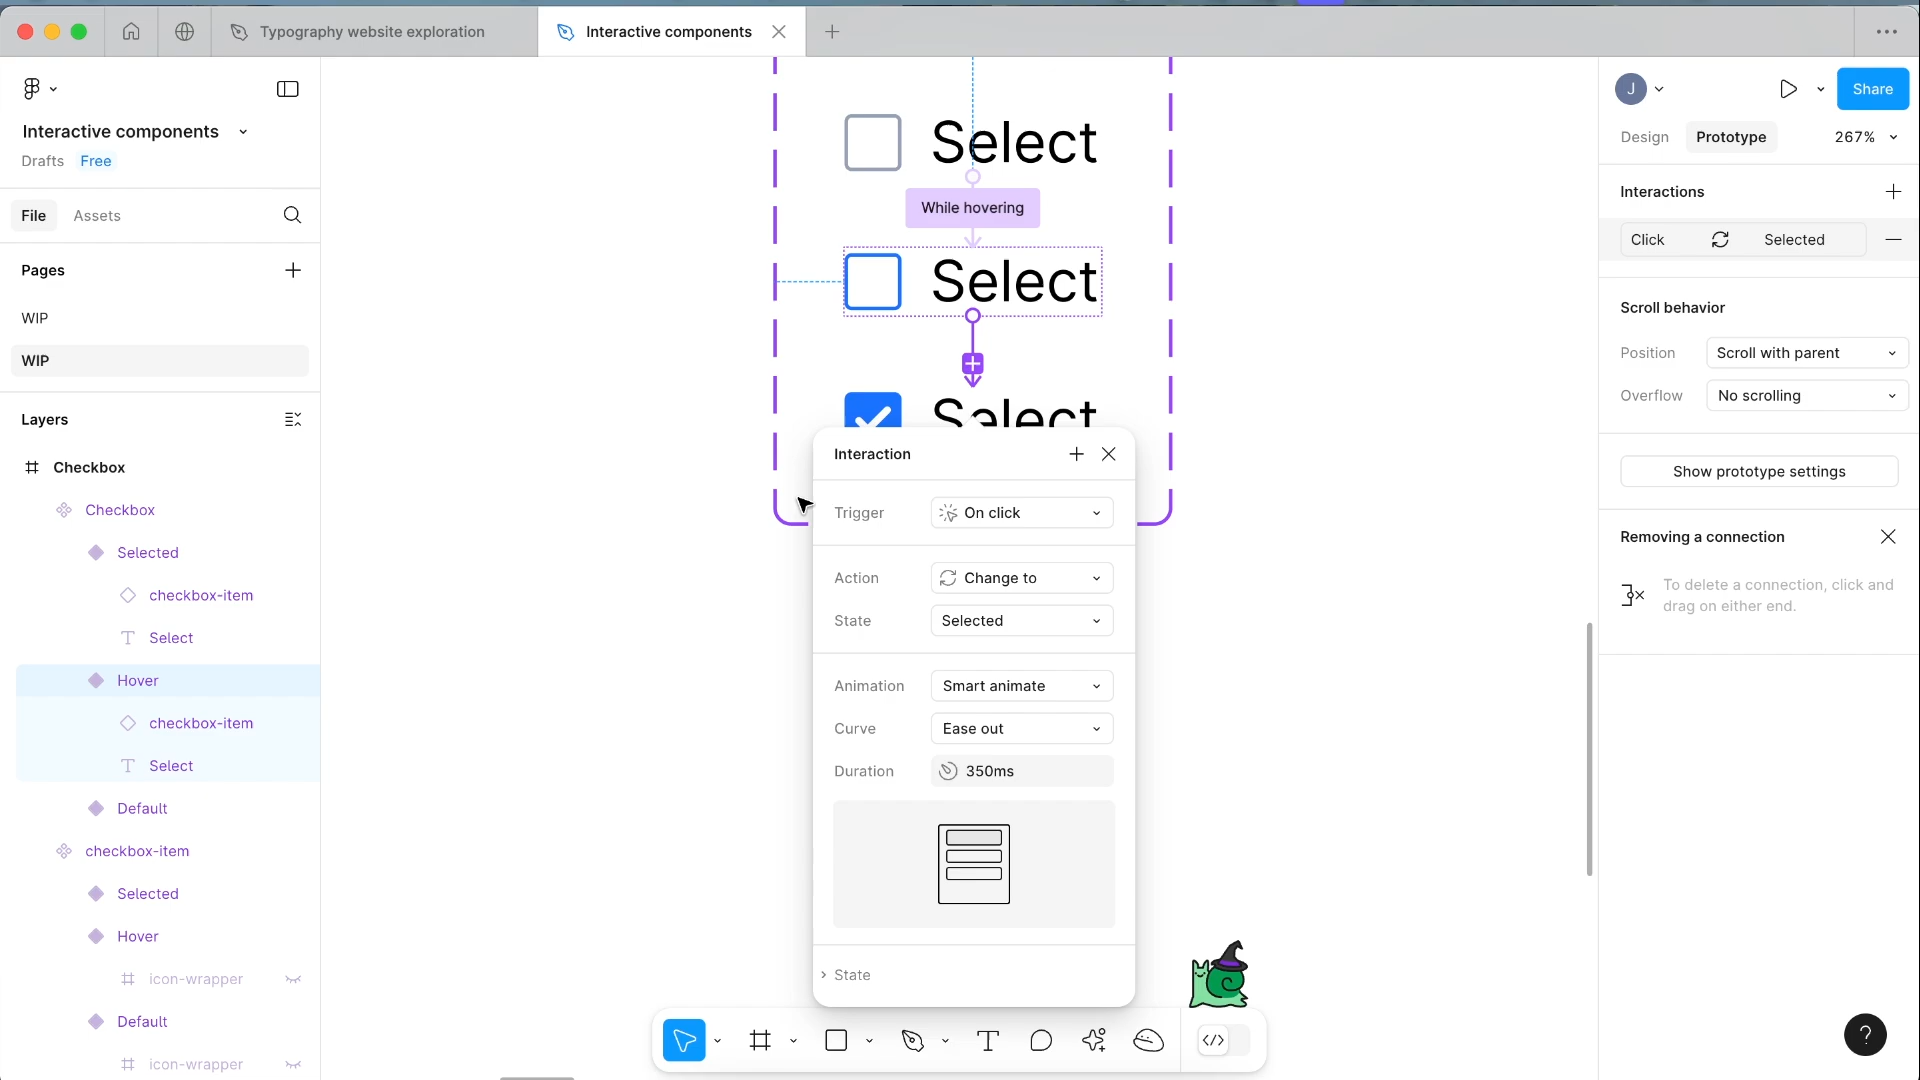 Typography website exploration
Interactive components
Interactive components
Drafts
Free
File
Assets
Pages
WIP
WIP
Layers
Checkbox
Checkbox
Selected
checkbox-item
Select
Hover
checkbox-item
Select
Default
checkbox-item
Selected
Hover
icon-wrapper
Default
icon-wrapper
Select
While hovering
Select
Select
Interaction
Trigger
On click
Action
Change to
State
Selected
Animation
Smart animate
Curve
Ease out
Duration
350ms
State
J
Share
Design
Prototype
267%
Interactions
Click
Selected
Scroll behavior
Position
Scroll with parent
Overflow
No scrolling
Show prototype settings
Removing a connection
To delete a connection, click and
drag on either end.
?